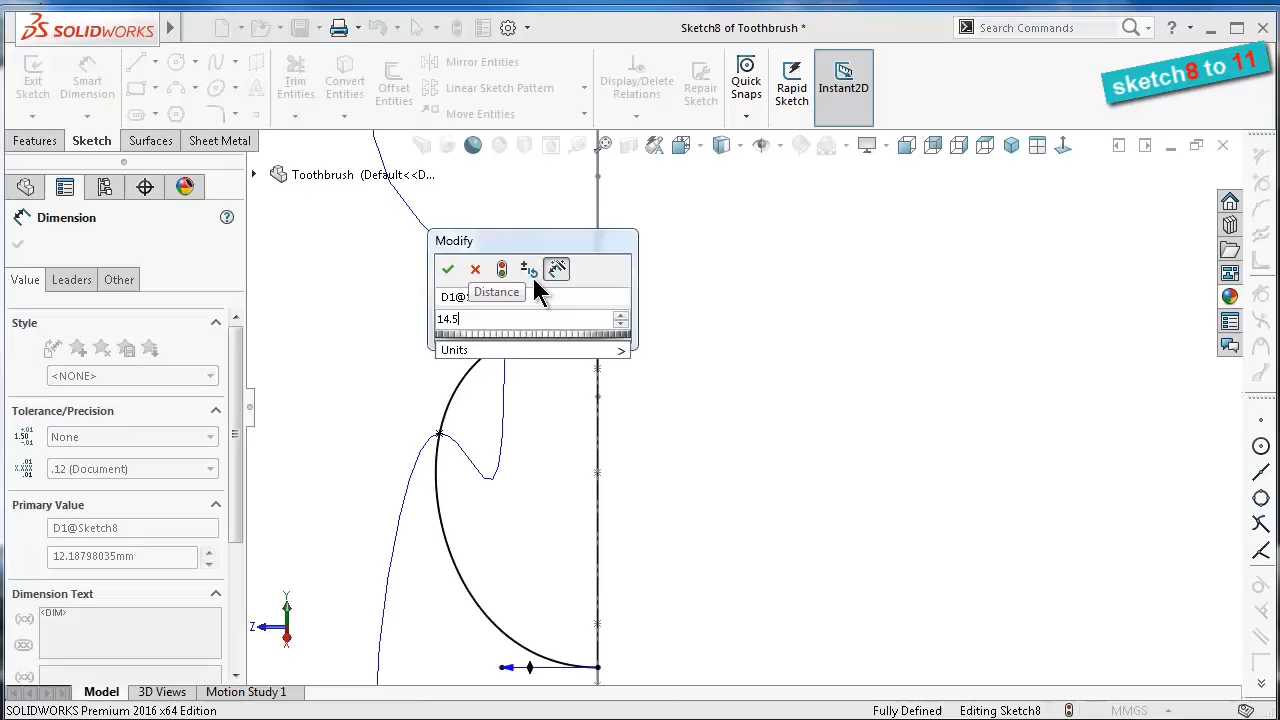 SOLIDWORKS
Sketch8 of Toothbrush *
Search Commands
?
sketch8 to 11
Exit
Sketch
Smart
Dimension
Trim
Entities
Convert
Entities
Offset
Entities
Mirror Entities
Linear Sketch Pattern
Move Entities
Display/Delete
Relations
Repair
Sketch
Quick
Snaps
Rapid
Sketch
Instant2D
Features
Sketch
Surfaces
Sheet Metal
Toothbrush (Default<<D...
Dimension
?
Value
Leaders
Other
Style
<NONE>
Tolerance/Precision
None
.12 (Document)
Primary Value
D1@Sketch8
12.18798035mm
Dimension Text
<DIM>
Modify
D1@
Distance
14.5
Units
>
Y
Z
X
Model
3D Views
Motion Study 1
SOLIDWORKS Premium 2016 x64 Edition
Fully Defined
Editing Sketch8
MMGS